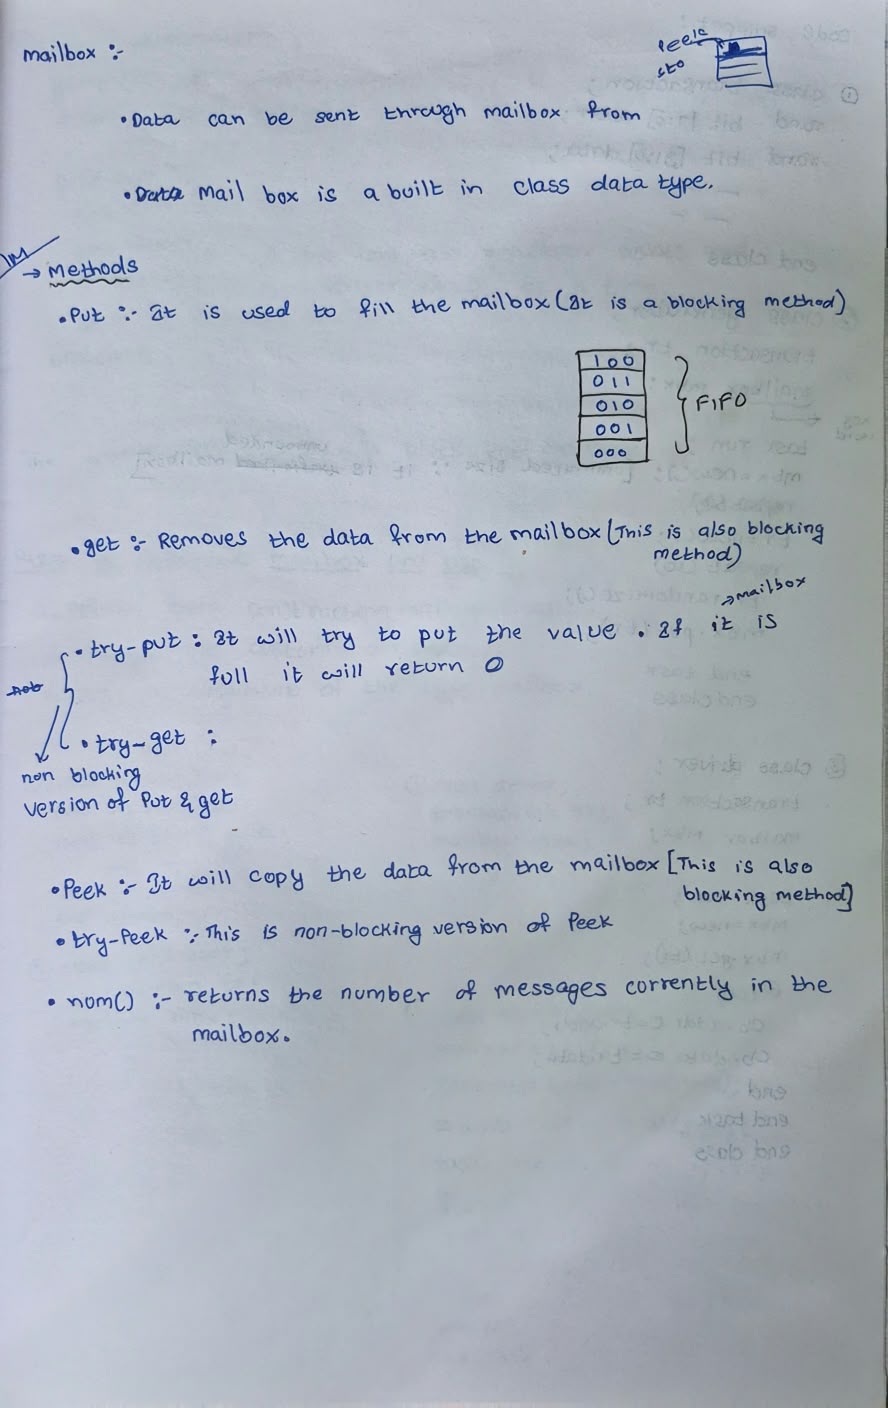 mailbox :-
Peek
sto
• Data can be sent through mailbox from
• Data Mail box is a built in class data type.
IM
→ Methods
• Put :- It is used to fill the mailbox (It is a blocking method)
100
011
010
001
000
FIFO
• get :- Removes the data from the mailbox (This is also blocking
method)
→ mailbox
• try-put : It will try to put the value. If it is
full it will return 0
not
• try-get :
non blocking
version of Put & get
• Peek :- It will copy the data from the mailbox [This is also
blocking method]
• try-Peek :- This is non-blocking version of Peek
• nom() :- returns the number of messages corrently in the
mailbox.